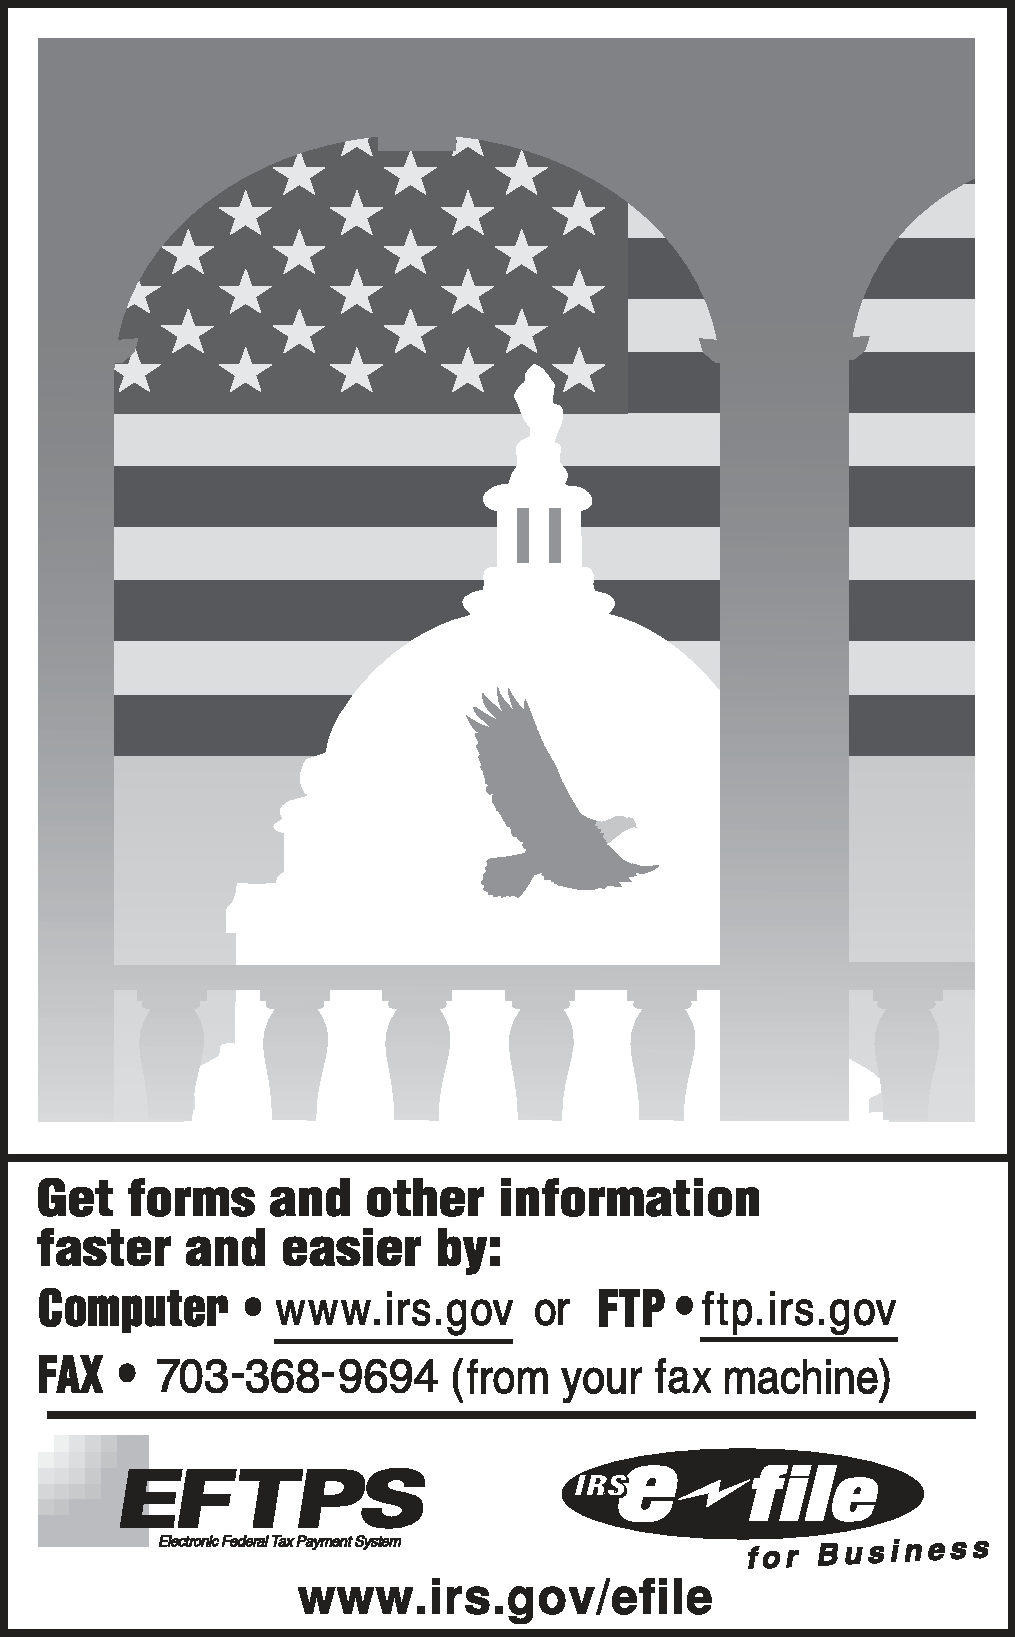 Get forms and other information
faster and easier by:
Computer • www.irs.gov or FTP • ftp.irs.gov
FAX • 703-368-9694 (from your fax machine)
EFTPS
Electronic Federal Tax Payment System
IRS e-file
for Business
www.irs.gov/efile